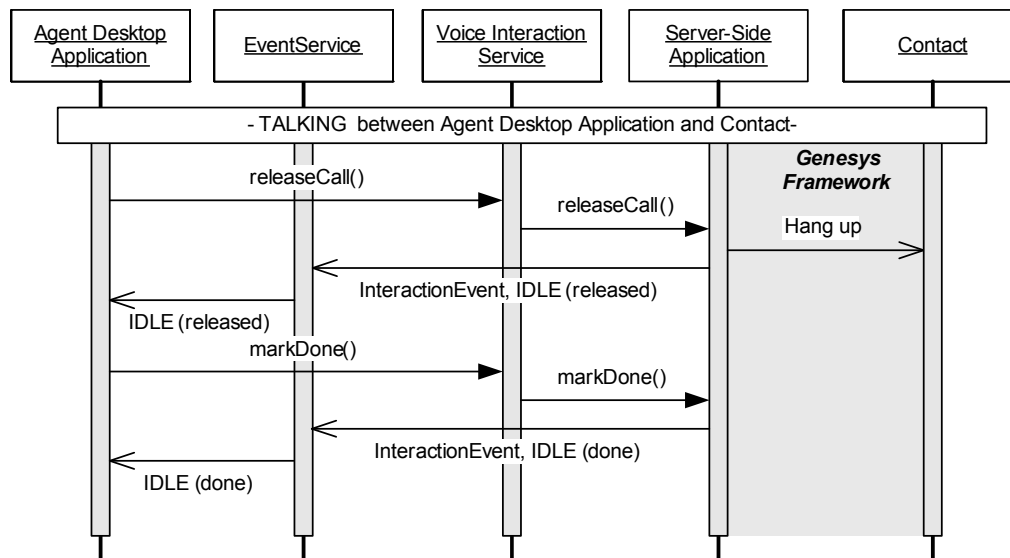 Agent Desktop
Application
EventService
Voice Interaction
Service
Server-Side
Application
Contact
- TALKING between Agent Desktop Application and Contact-
Genesys
Framework
releaseCall()
releaseCall()
Hang up
InteractionEvent, IDLE (released)
IDLE (released)
markDone()
markDone()
InteractionEvent, IDLE (done)
IDLE (done)